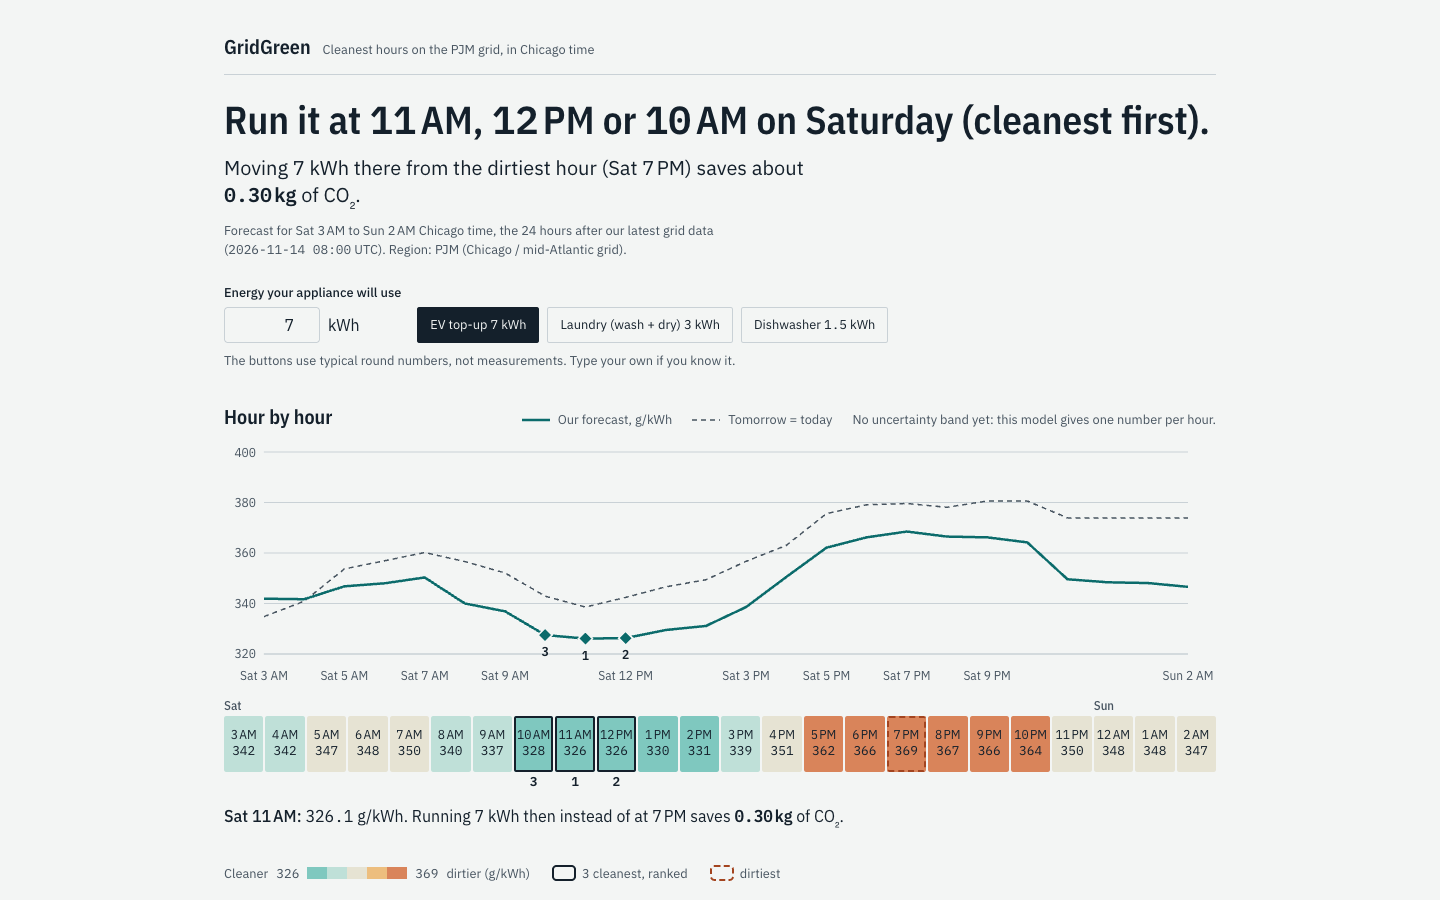 GridGreen Cleanest hours on the PJM grid, in Chicago time
Run it at 11 AM, 12 PM or 10 AM on Saturday (cleanest first).
Moving 7 kWh there from the dirtiest hour (Sat 7 PM) saves about
0.30 kg of CO₂.
Forecast for Sat 3 AM to Sun 2 AM Chicago time, the 24 hours after our latest grid data
(2026-11-14 08:00 UTC). Region: PJM (Chicago / mid-Atlantic grid).
Energy your appliance will use
7 kWh EV top-up 7 kWh Laundry (wash + dry) 3 kWh Dishwasher 1.5 kWh
The buttons use typical round numbers, not measurements. Type your own if you know it.
Hour by hour Our forecast, g/kWh Tomorrow = today No uncertainty band yet: this model gives one number per hour.
400
380
360
340
320
3 1 2
Sat 3 AM Sat 5 AM Sat 7 AM Sat 9 AM Sat 12 PM Sat 3 PM Sat 5 PM Sat 7 PM Sat 9 PM Sun 2 AM
Sat Sun
3 AM 4 AM 5 AM 6 AM 7 AM 8 AM 9 AM 10 AM 11 AM 12 PM 1 PM 2 PM 3 PM 4 PM 5 PM 6 PM 7 PM 8 PM 9 PM 10 PM 11 PM 12 AM 1 AM 2 AM
342 342 347 348 350 340 337 328 326 326 330 331 339 351 362 366 369 367 366 364 350 348 348 347
3 1 2
Sat 11 AM: 326.1 g/kWh. Running 7 kWh then instead of at 7 PM saves 0.30 kg of CO₂.
Cleaner 326 369 dirtier (g/kWh) 3 cleanest, ranked dirtiest